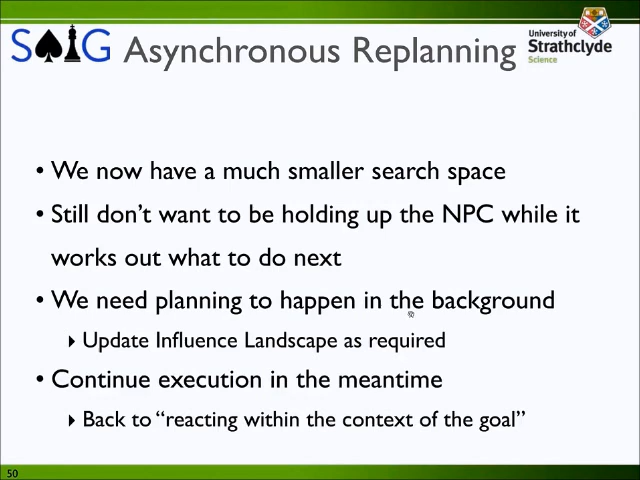 S♠♟G Asynchronous Replanning
University of
Strathclyde
Science
• We now have a much smaller search space
• Still don't want to be holding up the NPC while it
works out what to do next
• We need planning to happen in the background
‣ Update Influence Landscape as required
• Continue execution in the meantime
‣ Back to “reacting within the context of the goal”
50